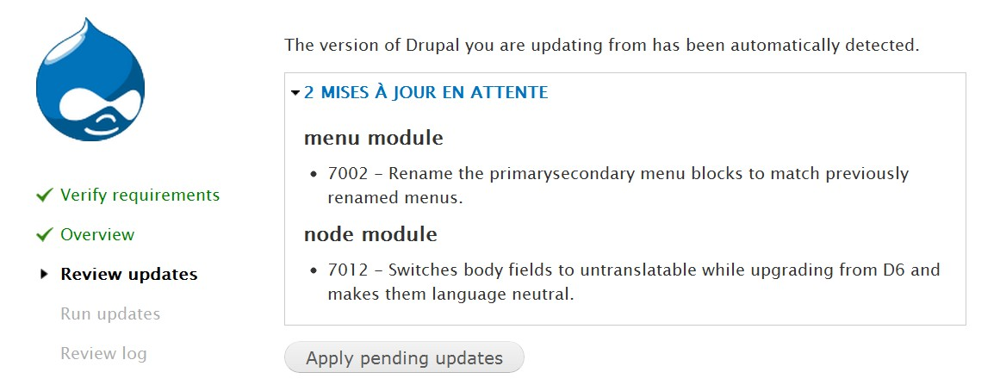 The version of Drupal you are updating from has been automatically detected.
2 MISES À JOUR EN ATTENTE
menu module
7002 - Rename the primarysecondary menu blocks to match previously
renamed menus.
node module
7012 - Switches body fields to untranslatable while upgrading from D6 and
makes them language neutral.
Apply pending updates
Verify requirements
Overview
Review updates
Run updates
Review log